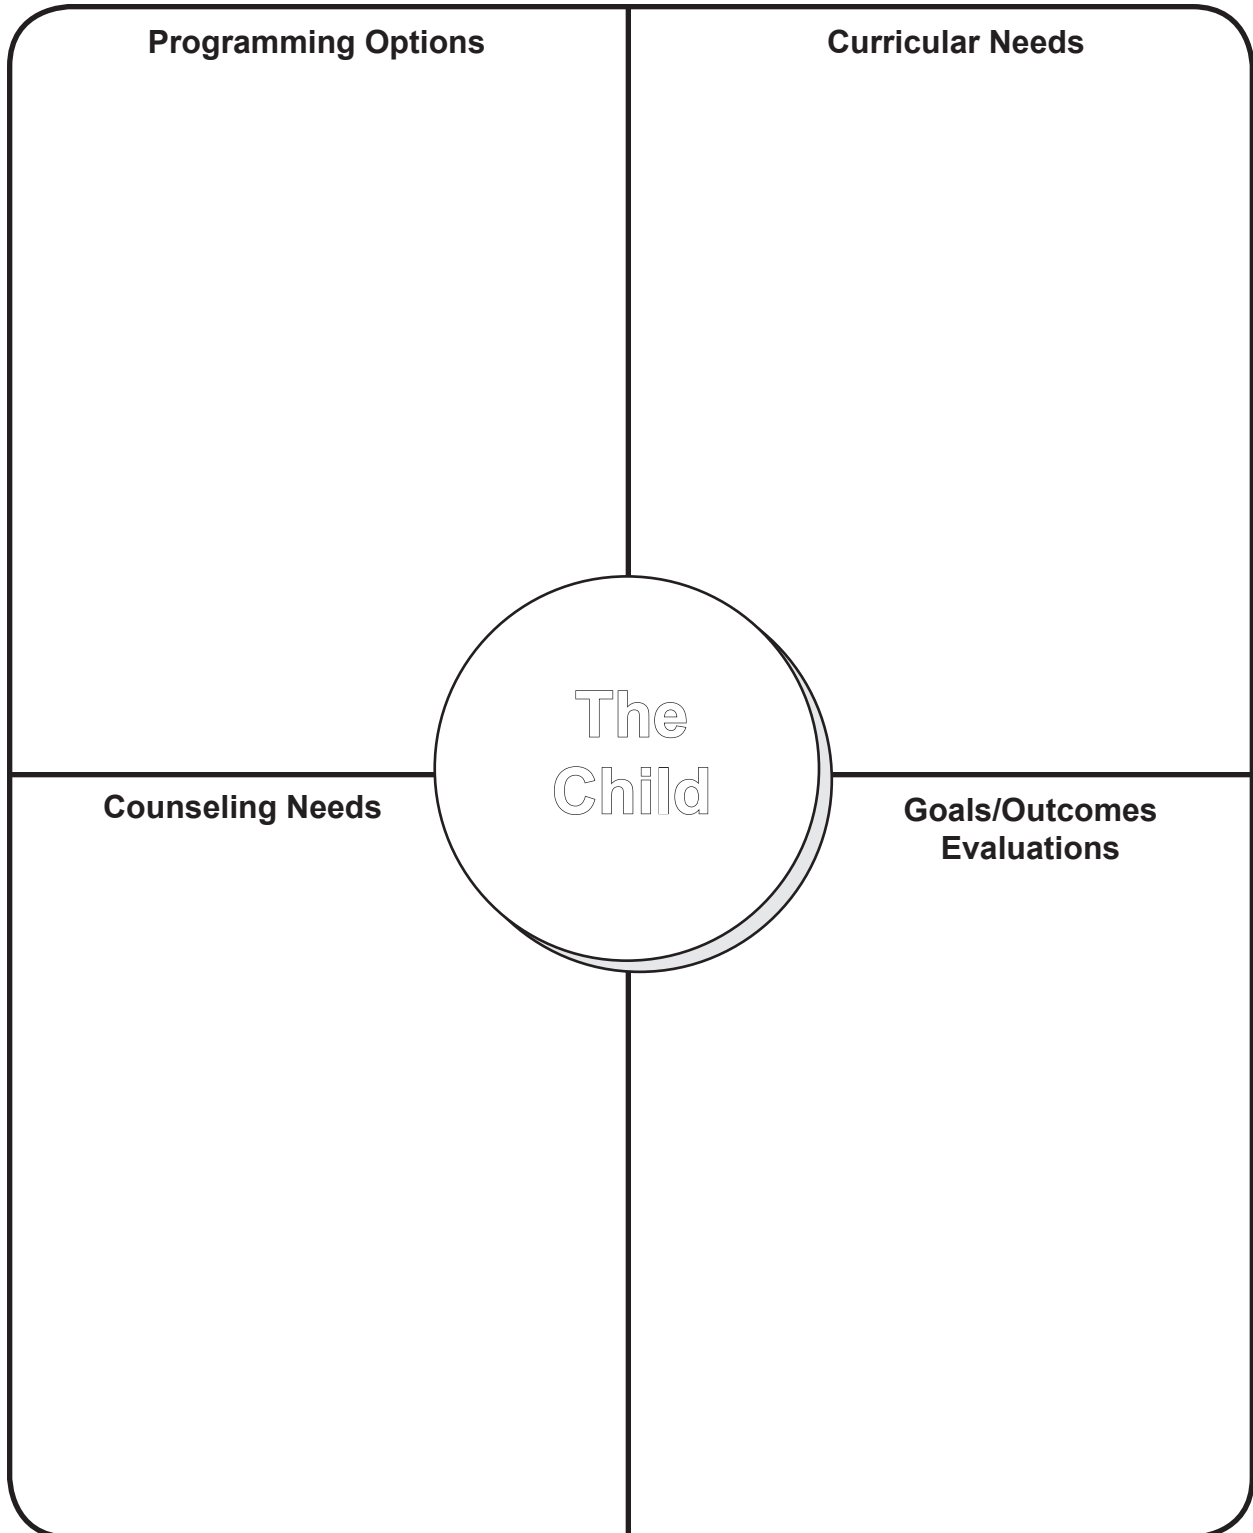 Programming Options
Curricular Needs
The
Child
Counseling Needs
Goals/Outcomes
Evaluations